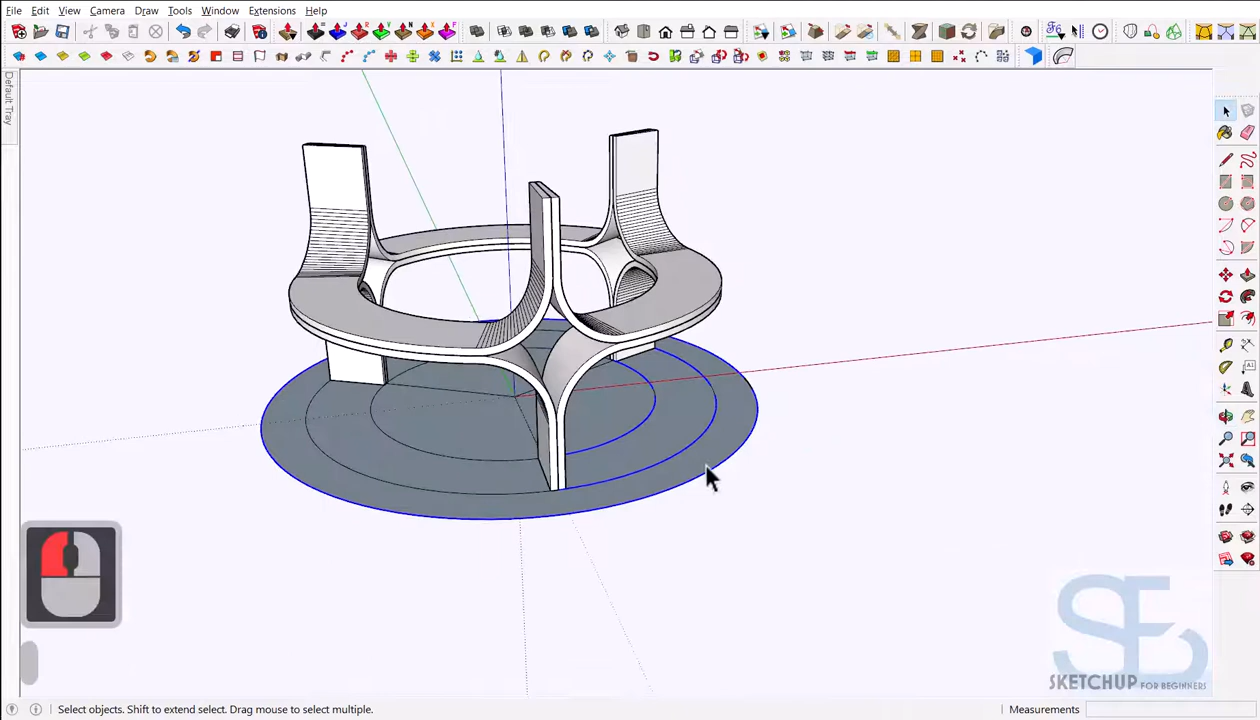 File Edit View Camera Draw Tools Window Extensions Help
Default Tray
A1
SKETCHUP FOR BEGINNERS
Select objects. Shift to extend select. Drag mouse to select multiple.
Measurements